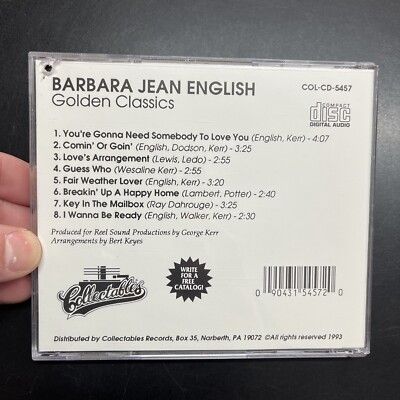 BARBARA JEAN ENGLISH
Golden Classics
COL-CD-5457
COMPACT
disc
DIGITAL AUDIO
1. You're Gonna Need Somebody To Love You (English, Kerr) - 4:07
2. Comin' Or Goin' (English, Dodson, Kerr) - 3:25
3. Love's Arrangement (Lewis, Ledo) - 2:55
4. Guess Who (Wesaline Kerr) - 2:55
5. Fair Weather Lover (English, Kerr) - 3:20
6. Breakin' Up A Happy Home (Lambert, Potter) - 2:40
7. Key In The Mailbox (Ray Dahrouge) - 3:25
8. I Wanna Be Ready (English, Walker, Kerr) - 2:30
Produced for Reel Sound Productions by George Kerr
Arrangements by Bert Keyes
Collectables
WRITE
FOR A
FREE
CATALOG!
0 90431 54572 0
Distributed by Collectables Records, Box 35, Narberth, PA 19072 ©All rights reserved 1993